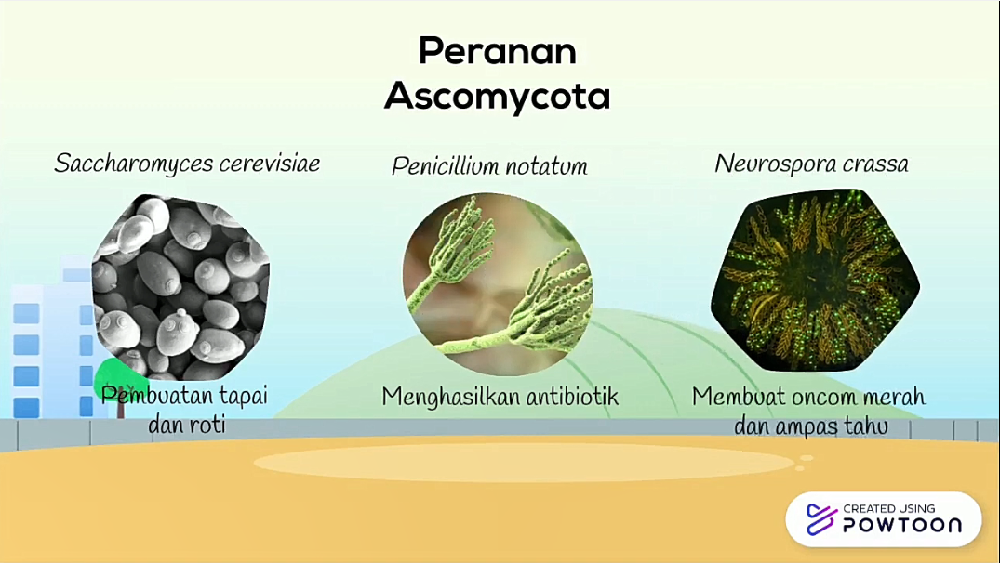 Peranan
Ascomycota
Saccharomyces cerevisiae
Penicillium notatum
Neurospora crassa
Pembuatan tapai
dan roti
Menghasilkan antibiotik
Membuat oncom merah
dan ampas tahu
CREATED USING
POWTOON